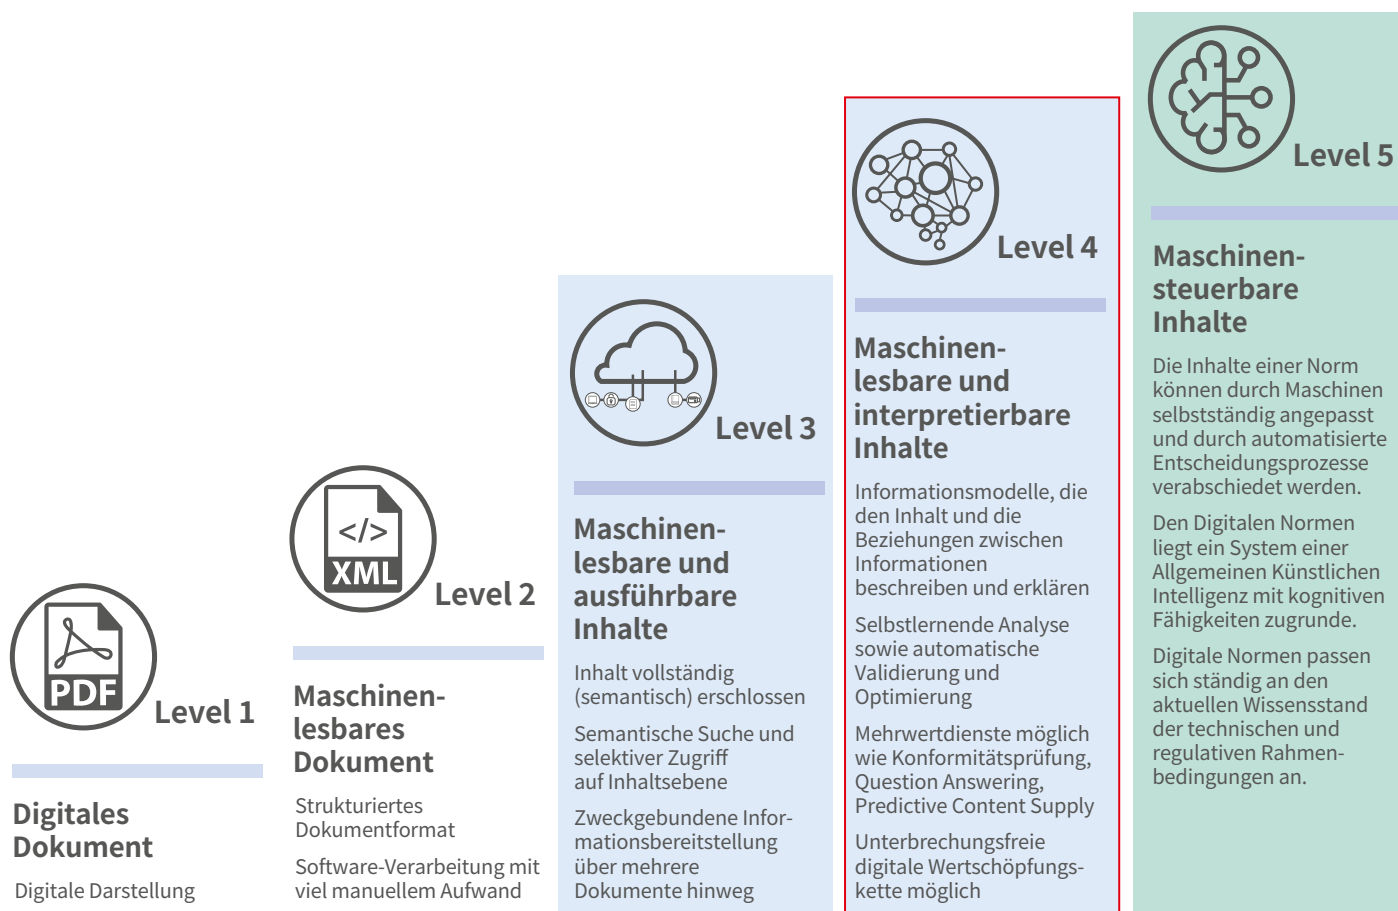 PDF
Level 1
Digitales
Dokument
Digitale Darstellung
</>
XML
Level 2
Maschinen-
lesbares
Dokument
Strukturiertes
Dokumentformat
Software-Verarbeitung mit
viel manuellem Aufwand
Level 3
Maschinen-
lesbare und
ausführbare
Inhalte
Inhalt vollständig
(semantisch) erschlossen
Semantische Suche und
selektiver Zugriff
auf Inhaltsebene
Zweckgebundene Infor-
mationsbereitstellung
über mehrere
Dokumente hinweg
Level 4
Maschinen-
lesbare und
interpretierbare
Inhalte
Informationsmodelle, die
den Inhalt und die
Beziehungen zwischen
Informationen
beschreiben und erklären
Selbstlernende Analyse
sowie automatische
Validierung und
Optimierung
Mehrwertdienste möglich
wie Konformitätsprüfung,
Question Answering,
Predictive Content Supply
Unterbrechungsfreie
digitale Wertschöpfungs-
kette möglich
Level 5
Maschinen-
steuerbare
Inhalte
Die Inhalte einer Norm
können durch Maschinen
selbstständig angepasst
und durch automatisierte
Entscheidungsprozesse
verabschiedet werden.
Den Digitalen Normen
liegt ein System einer
Allgemeinen Künstlichen
Intelligenz mit kognitiven
Fähigkeiten zugrunde.
Digitale Normen passen
sich ständig an den
aktuellen Wissensstand
der technischen und
regulativen Rahmen-
bedingungen an.